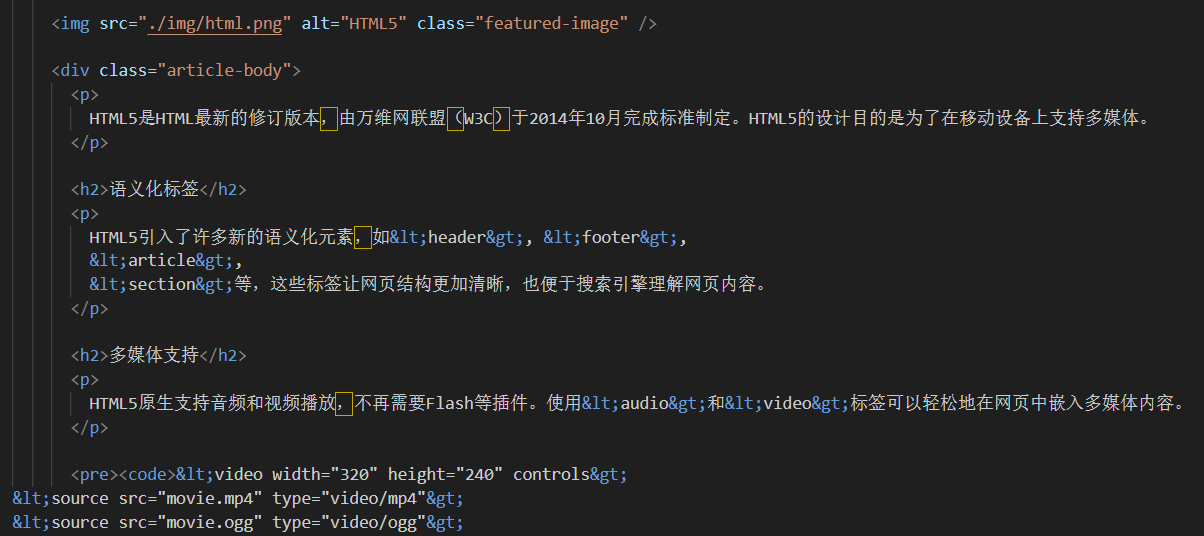 <img src="./img/html.png" alt="HTML5" class="featured-image" />
<div class="article-body">
<p>
HTML5是HTML最新的修订版本，由万维网联盟（W3C）于2014年10月完成标准制定。HTML5的设计目的是为了在移动设备上支持多媒体。
</p>
<h2>语义化标签</h2>
<p>
HTML5引入了许多新的语义化元素，如&lt;header&gt;, &lt;footer&gt;,
&lt;article&gt;,
&lt;section&gt;等，这些标签让网页结构更加清晰，也便于搜索引擎理解网页内容。
</p>
<h2>多媒体支持</h2>
<p>
HTML5原生支持音频和视频播放，不再需要Flash等插件。使用&lt;audio&gt;和&lt;video&gt;标签可以轻松地在网页中嵌入多媒体内容。
</p>
<pre><code>&lt;video width="320" height="240" controls&gt;
&lt;source src="movie.mp4" type="video/mp4"&gt;
&lt;source src="movie.ogg" type="video/ogg"&gt;